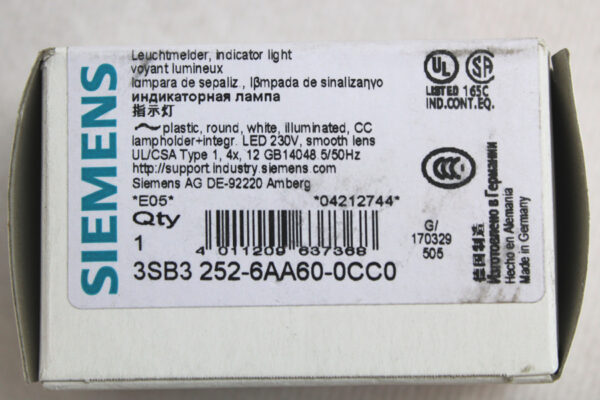 SIEMENS
Leuchtmelder, indicator light
voyant lumineux
lampara de sepaliz , lβmpada de sinalizaηvo
индикаторная лампа
指示灯
plastic, round, white, illuminated, CC
lampholder+integr. LED 230V, smooth lens
UL/CSA Type 1, 4x, 12 GB14048.5/50Hz
http://support.industry.siemens.com
Siemens AG DE-92220 Amberg
*E05* *04212744*
Qty
1
4 011209 637368
3SB3 252-6AA60-0CC0
G/
170329
505
UL SA
LISTED 165C
IND.CONT.EQ.
CCC
德国制造
Изготовлено в Германии
Hecho en Alemania
Made in Germany